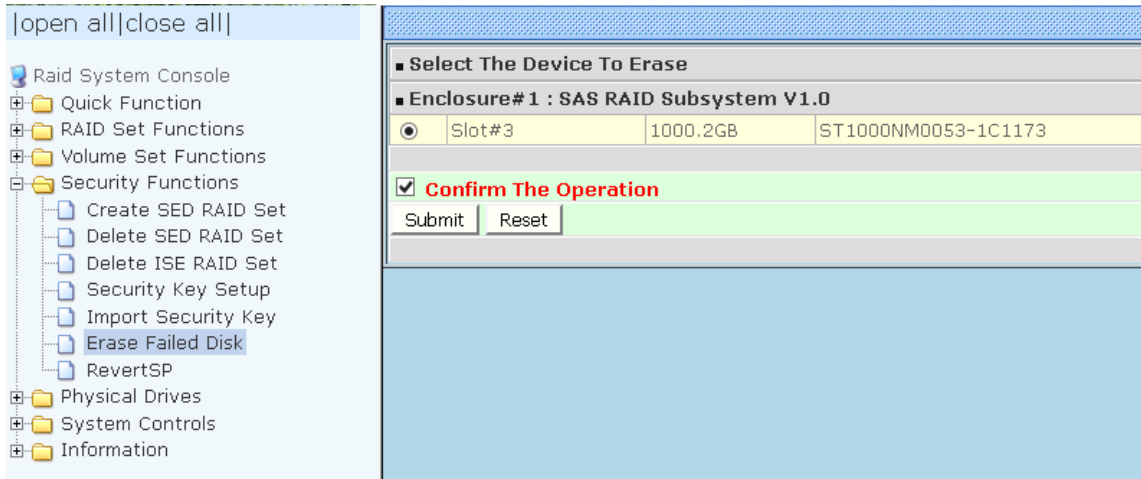 |open all|close all|
Raid System Console
Quick Function
RAID Set Functions
Volume Set Functions
Security Functions
Create SED RAID Set
Delete SED RAID Set
Delete ISE RAID Set
Security Key Setup
Import Security Key
Erase Failed Disk
RevertSP
Physical Drives
System Controls
Information
Select The Device To Erase
Enclosure#1 : SAS RAID Subsystem V1.0
Slot#3 1000.2GB ST1000NM0053-1C1173
Confirm The Operation
Submit Reset